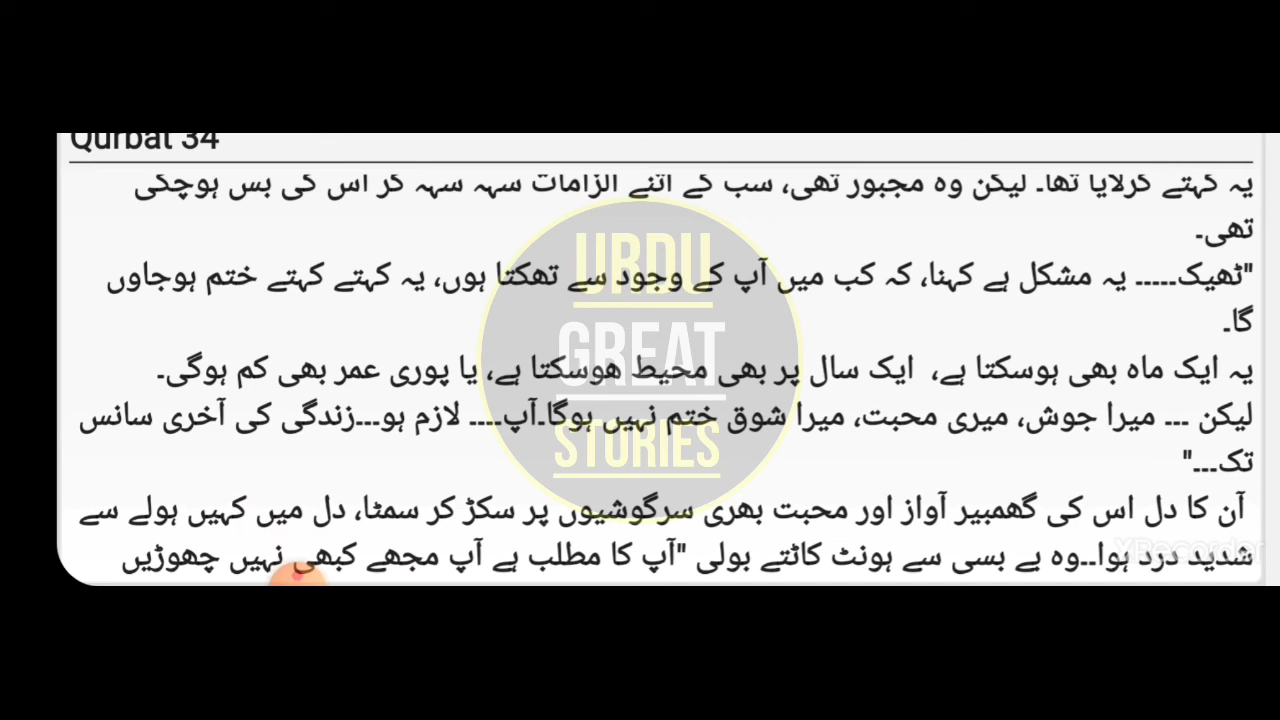 Qurbat 34
یہ کہتے کرلایا تھا۔ لیکن وہ مجبور تھی، سب کے اتنے الزامات سہہ سہہ کر اس کی بس ہوچکی
تھی۔
"ٹھیک۔۔۔۔۔ یہ مشکل ہے کہنا، کہ کب میں آپ کے وجود سے تھکتا ہوں، یہ کہتے کہتے ختم ہوجاوں
گا۔
یہ ایک ماہ بھی ہوسکتا ہے، ایک سال پر بھی محیط ھوسکتا ہے، یا پوری عمر بھی کم ہوگی۔
لیکن ۔۔۔ میرا جوش، میری محبت، میرا شوق ختم نہیں ہوگا۔آپ۔۔۔۔ لازم ہو۔۔۔زندگی کی آخری سانس
تک۔۔۔"
آن کا دل اس کی گھمبیر آواز اور محبت بھری سرگوشیوں پر سکڑ کر سمٹا، دل میں کہیں ہولے سے
شدید درد ہوا۔۔وہ بے بسی سے ہونٹ کاٹتے بولی "آپ کا مطلب ہے آپ مجھے کبھی نہیں چھوڑیں
URDU
GREAT
STORIES
XRecorder